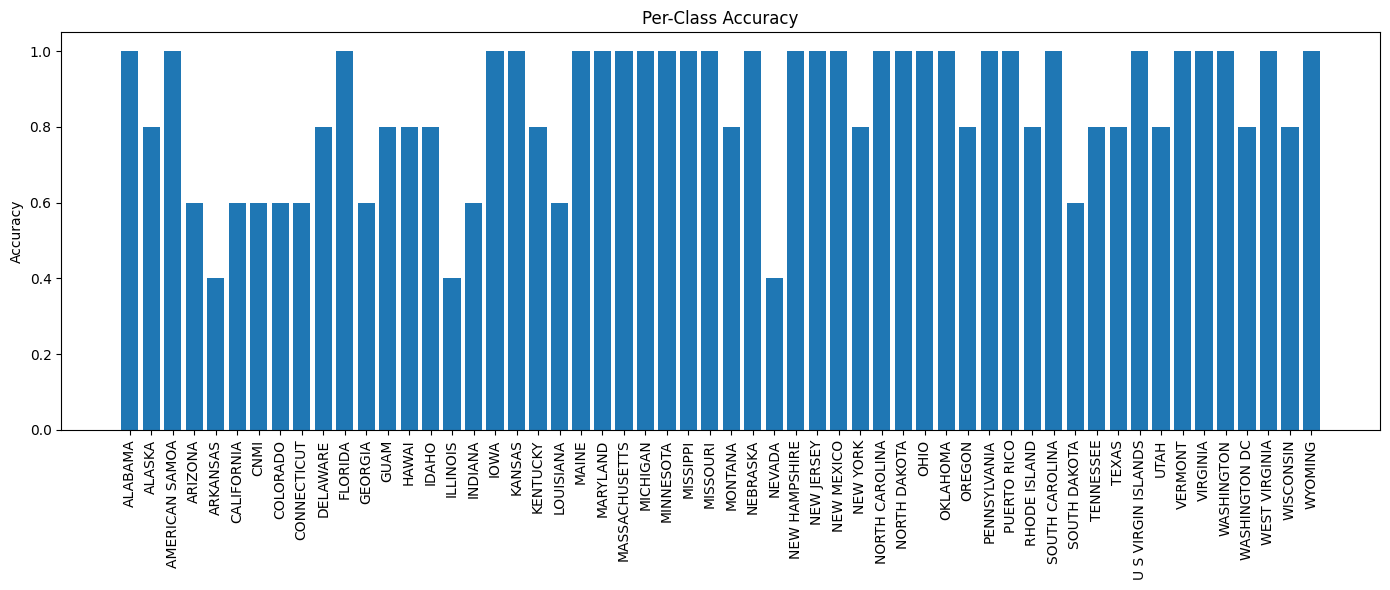 Per-Class Accuracy
1.0
0.8
0.6
0.4
0.2
0.0
Accuracy
ALABAMA
ALASKA
AMERICAN SAMOA
ARIZONA
ARKANSAS
CALIFORNIA
CNMI
COLORADO
CONNECTICUT
DELAWARE
FLORIDA
GEORGIA
GUAM
HAWAI
IDAHO
ILLINOIS
INDIANA
IOWA
KANSAS
KENTUCKY
LOUISIANA
MAINE
MARYLAND
MASSACHUSETTS
MICHIGAN
MINNESOTA
MISSIPPI
MISSOURI
MONTANA
NEBRASKA
NEVADA
NEW HAMPSHIRE
NEW JERSEY
NEW MEXICO
NEW YORK
NORTH CAROLINA
NORTH DAKOTA
OHIO
OKLAHOMA
OREGON
PENNSYLVANIA
PUERTO RICO
RHODE ISLAND
SOUTH CAROLINA
SOUTH DAKOTA
TENNESSEE
TEXAS
U S VIRGIN ISLANDS
UTAH
VERMONT
VIRGINIA
WASHINGTON
WASHINGTON DC
WEST VIRGINIA
WISCONSIN
WYOMING